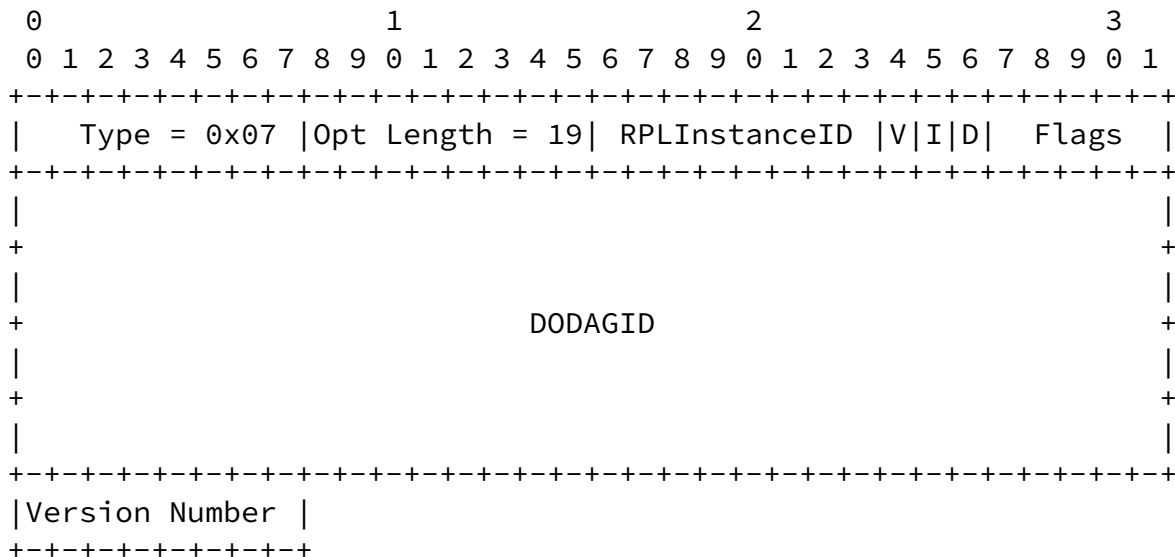 0                   1                   2                   3
 0 1 2 3 4 5 6 7 8 9 0 1 2 3 4 5 6 7 8 9 0 1 2 3 4 5 6 7 8 9 0 1
+-+-+-+-+-+-+-+-+-+-+-+-+-+-+-+-+-+-+-+-+-+-+-+-+-+-+-+-+-+-+-+-+
|   Type = 0x07 |Opt Length = 19| RPLInstanceID |V|I|D|  Flags  |
+-+-+-+-+-+-+-+-+-+-+-+-+-+-+-+-+-+-+-+-+-+-+-+-+-+-+-+-+-+-+-+-+
|                                                               |
+                                                               +
|                                                               |
+                            DODAGID                            +
|                                                               |
+                                                               +
|                                                               |
+-+-+-+-+-+-+-+-+-+-+-+-+-+-+-+-+-+-+-+-+-+-+-+-+-+-+-+-+-+-+-+-+
|Version Number |
+-+-+-+-+-+-+-+-+